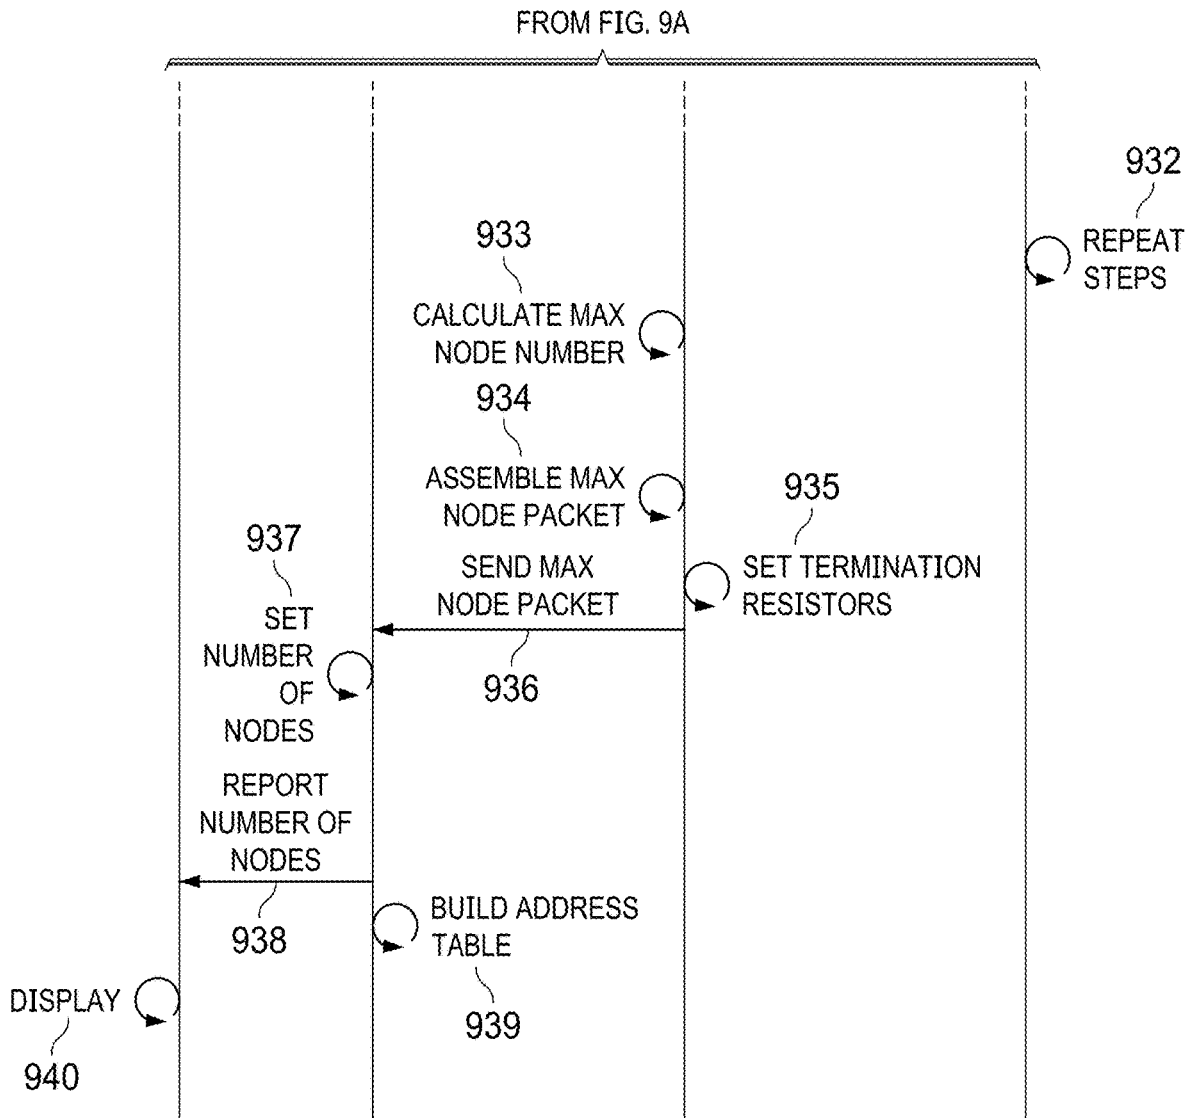 FROM FIG. 9A
932
REPEAT
STEPS
933
CALCULATE MAX
NODE NUMBER
934
ASSEMBLE MAX
NODE PACKET
935
SET TERMINATION
RESISTORS
SEND MAX
NODE PACKET
936
937
SET
NUMBER
OF
NODES
REPORT
NUMBER OF
NODES
938
BUILD ADDRESS
TABLE
939
DISPLAY
940